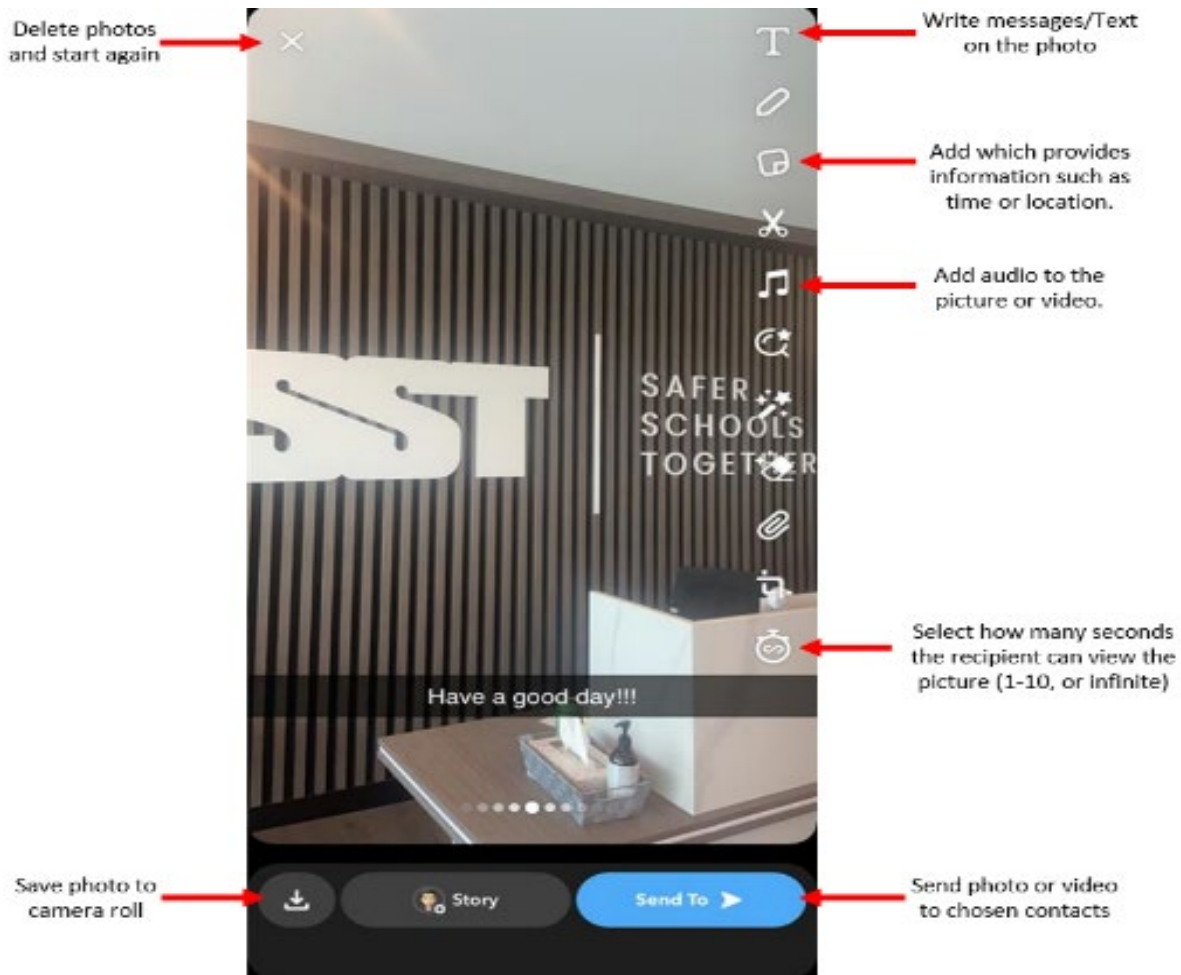 Delete photos
and start again
Write messages/Text
on the photo
T
Add which provides
information such as
time or location.
Add audio to the
picture or video.
SST
SAFER
SCHOOLS
TOGETHER
Select how many seconds
the recipient can view the
picture (1-10, or infinite)
Have a good day!!!
Save photo to
camera roll
Story
Send To
Send photo or video
to chosen contacts